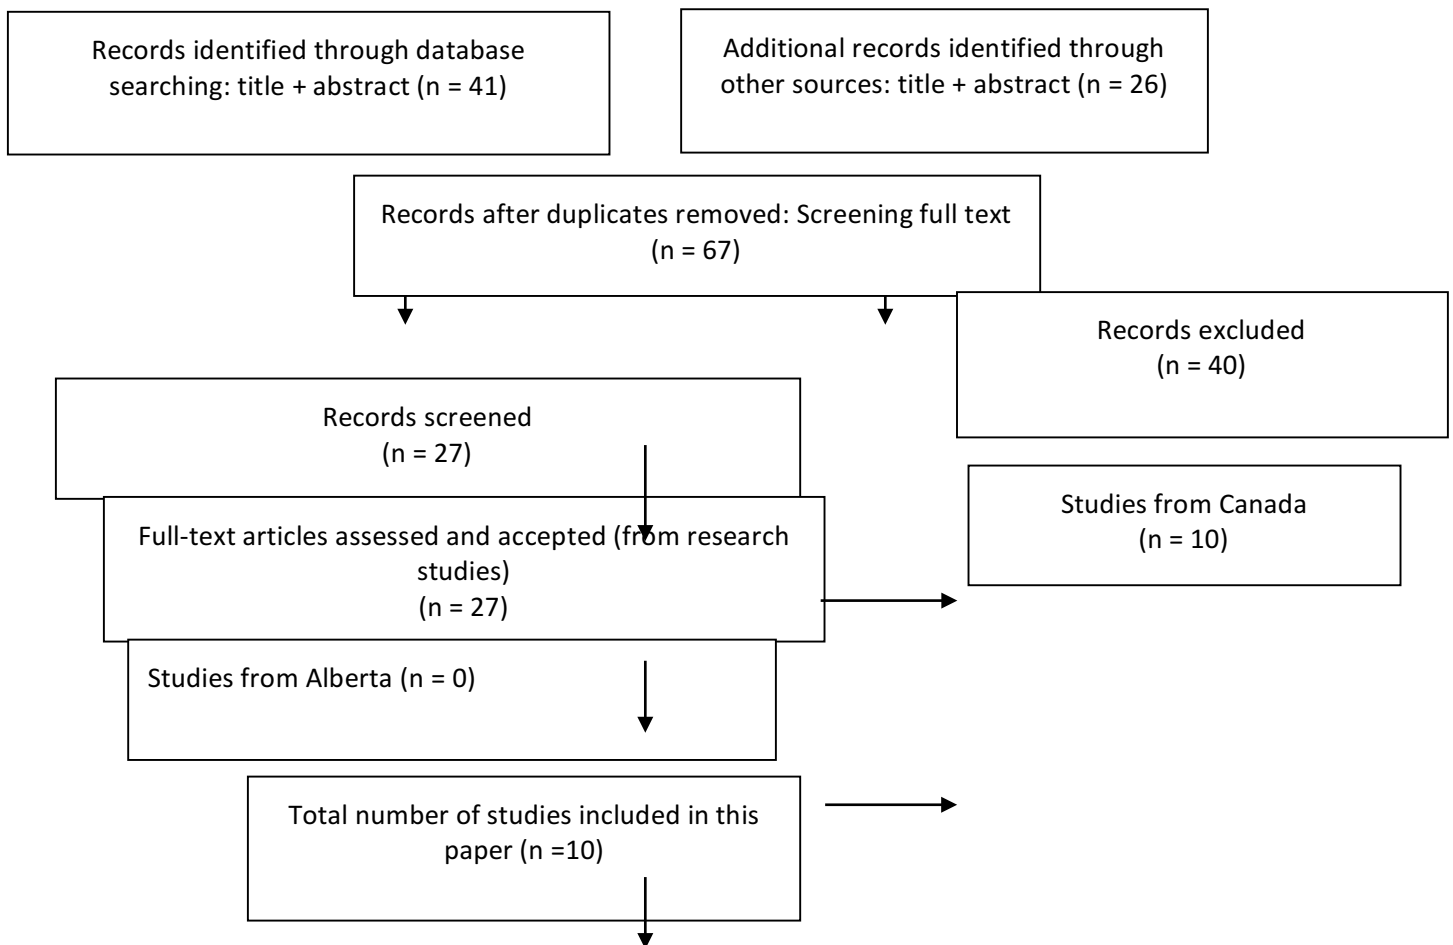 Records identified through database
searching: title + abstract (n = 41)
Additional records identified through
other sources: title + abstract (n = 26)
Records after duplicates removed: Screening full text
(n = 67)
Records excluded
(n = 40)
Records screened
(n = 27)
Studies from Canada
(n = 10)
Full-text articles assessed and accepted (from research
studies)
(n = 27)
Studies from Alberta (n = 0)
Total number of studies included in this
paper (n =10)